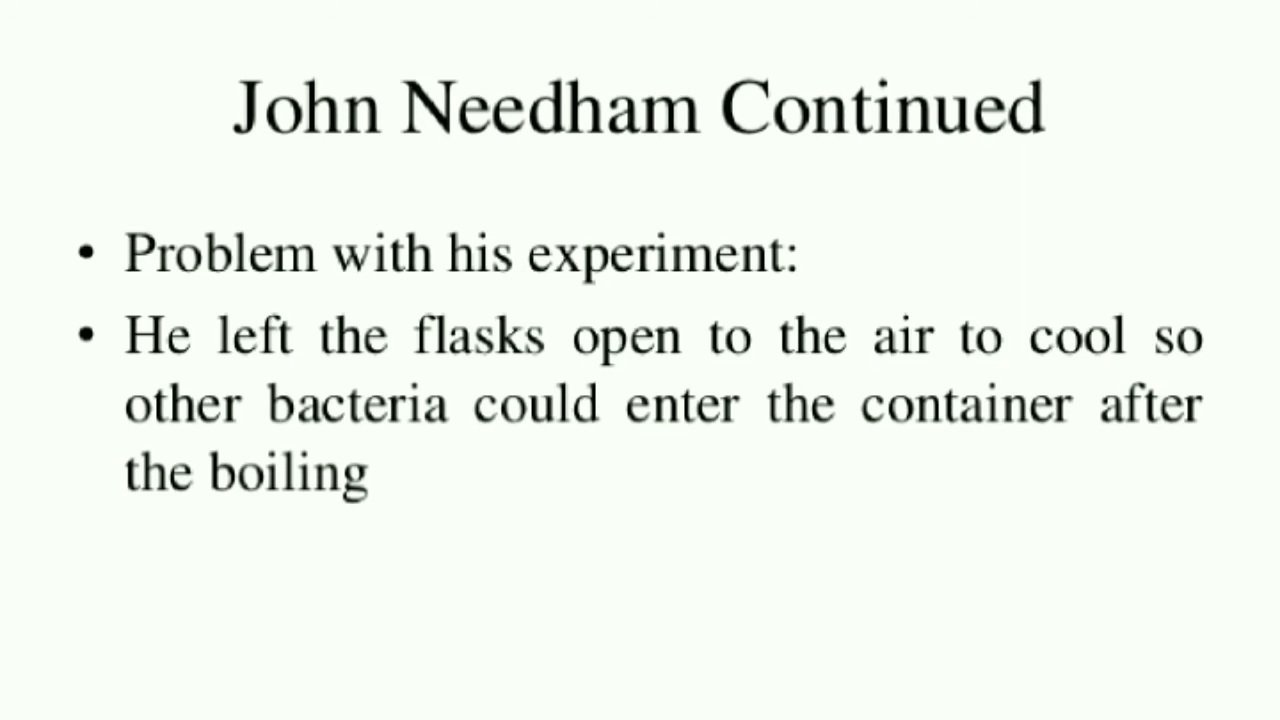 John Needham Continued
• Problem with his experiment:
• He left the flasks open to the air to cool so
other bacteria could enter the container after
the boiling